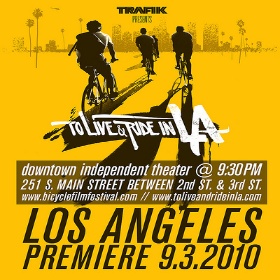 TRAFIK
PRESENTS
TO LIVE & RIDE IN LA
downtown independent theater @ 9:30PM
251 S. MAIN STREET BETWEEN 2nd ST. & 3rd ST.
www.bicyclefilmfestival.com // www.toliveandrideinla.com
LOS ANGELES
PREMIERE 9.3.2010